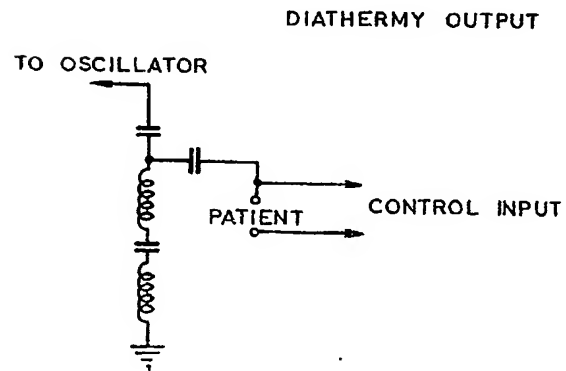 DIATHERMY OUTPUT
TO OSCILLATOR
PATIENT
CONTROL INPUT